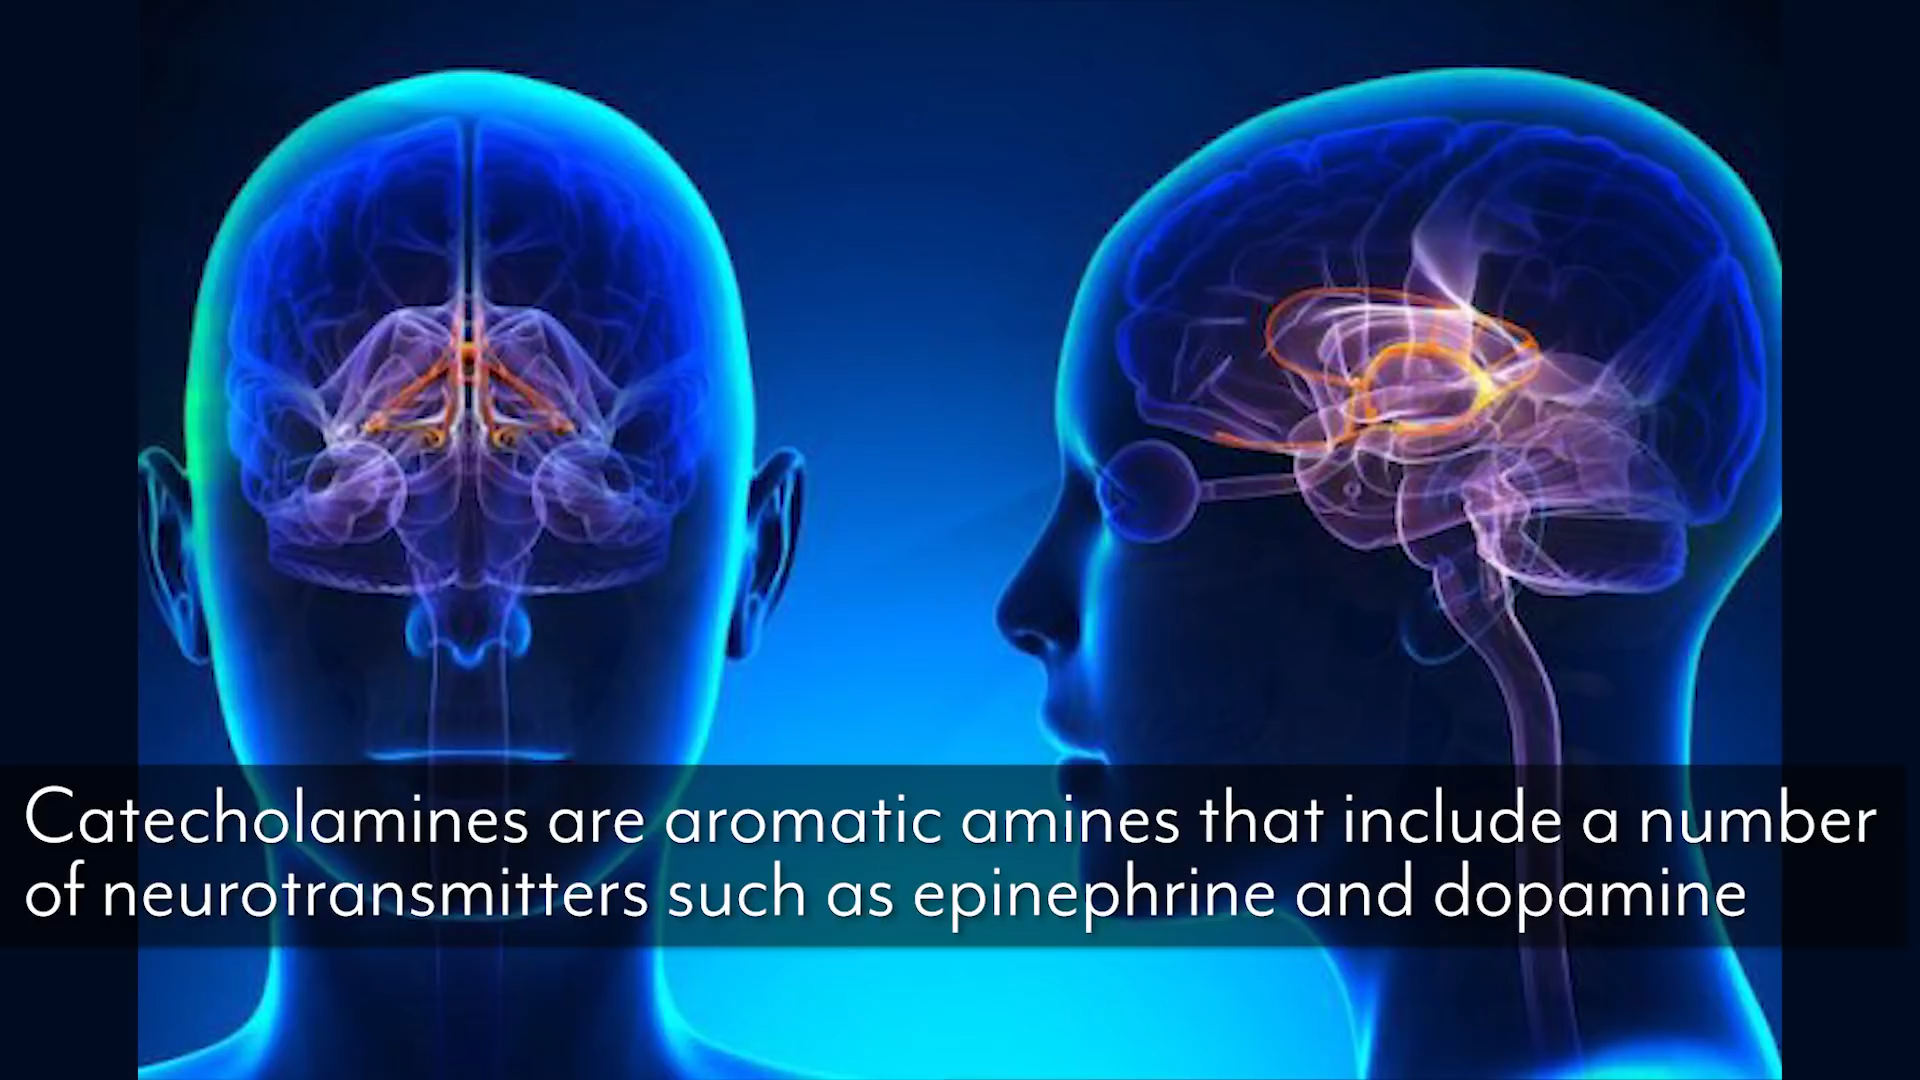 Catecholamines are aromatic amines that include a number
of neurotransmitters such as epinephrine and dopamine